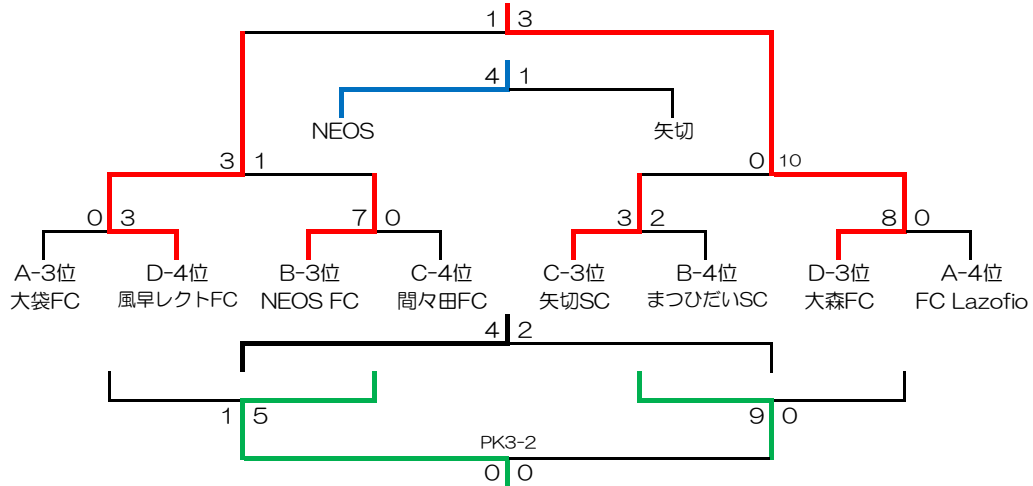 1 3
4 1
NEOS 矢切
3 1 0 10
0 3 7 0 3 2 8 0
A-3位 D-4位 B-3位 C-4位 C-3位 B-4位 D-3位 A-4位
大袋FC 風早レクトFC NEOS FC 間々田FC 矢切SC まつひだいSC 大森FC FC Lazofio
4 2
1 5 9 0
PK3-2
0 0